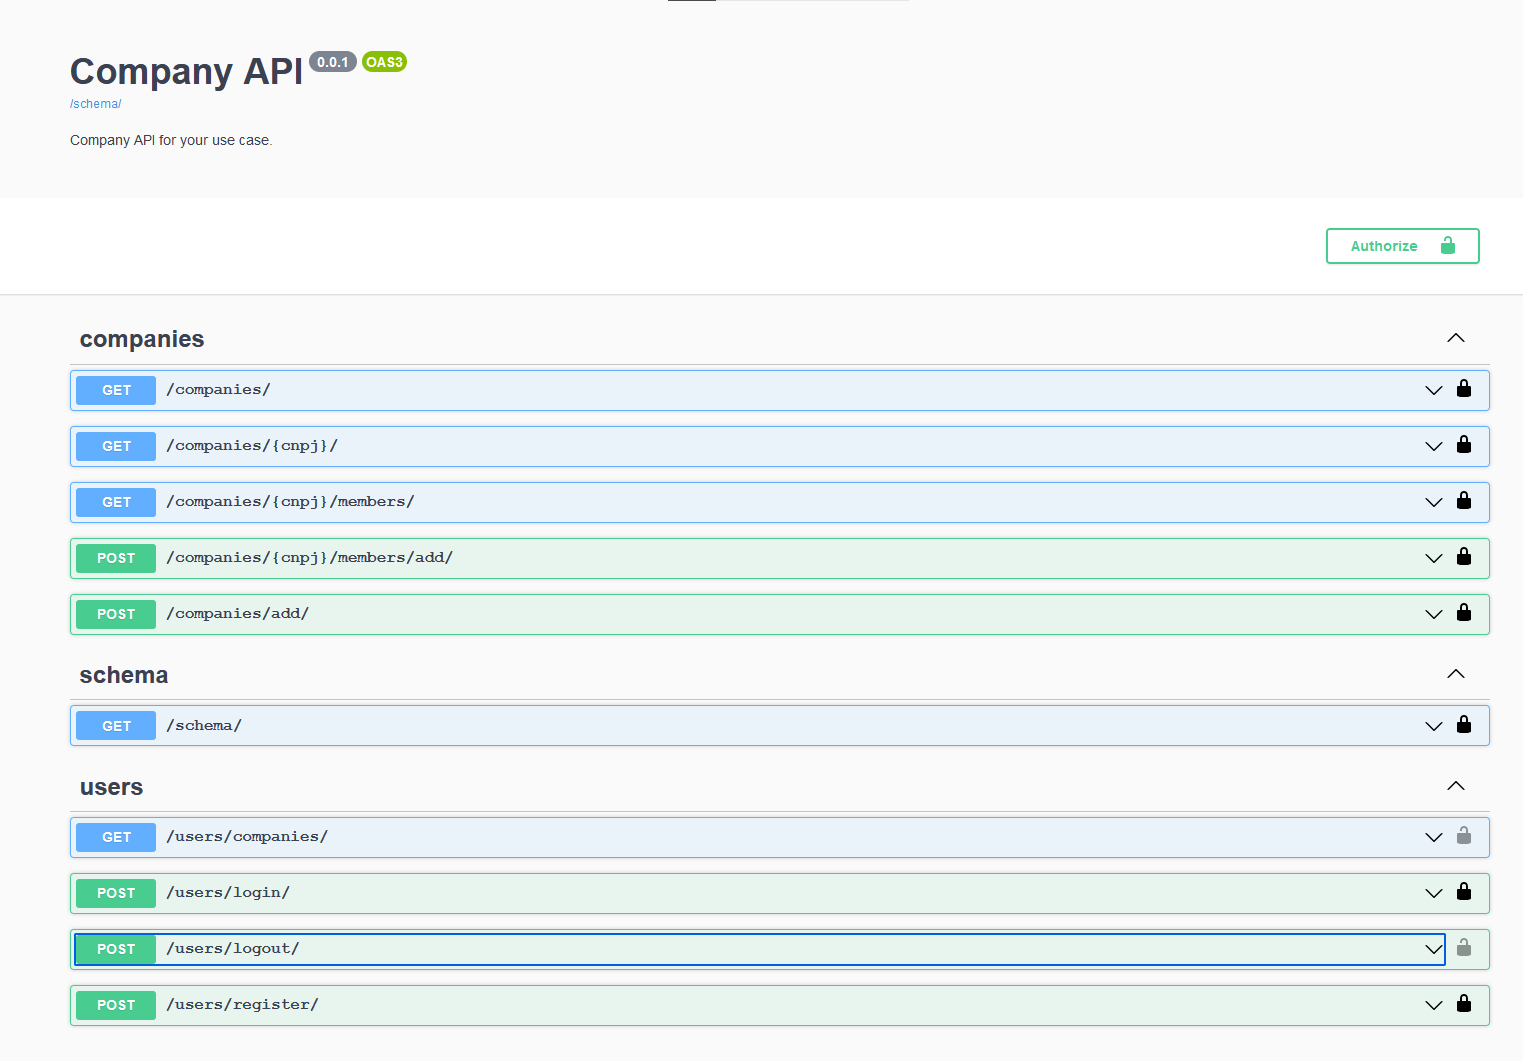 Company API 0.0.1 OAS3
/schema/
Company API for your use case.
Authorize
companies
GET /companies/
GET /companies/{cnpj}/
GET /companies/{cnpj}/members/
POST /companies/{cnpj}/members/add/
POST /companies/add/
schema
GET /schema/
users
GET /users/companies/
POST /users/login/
POST /users/logout/
POST /users/register/